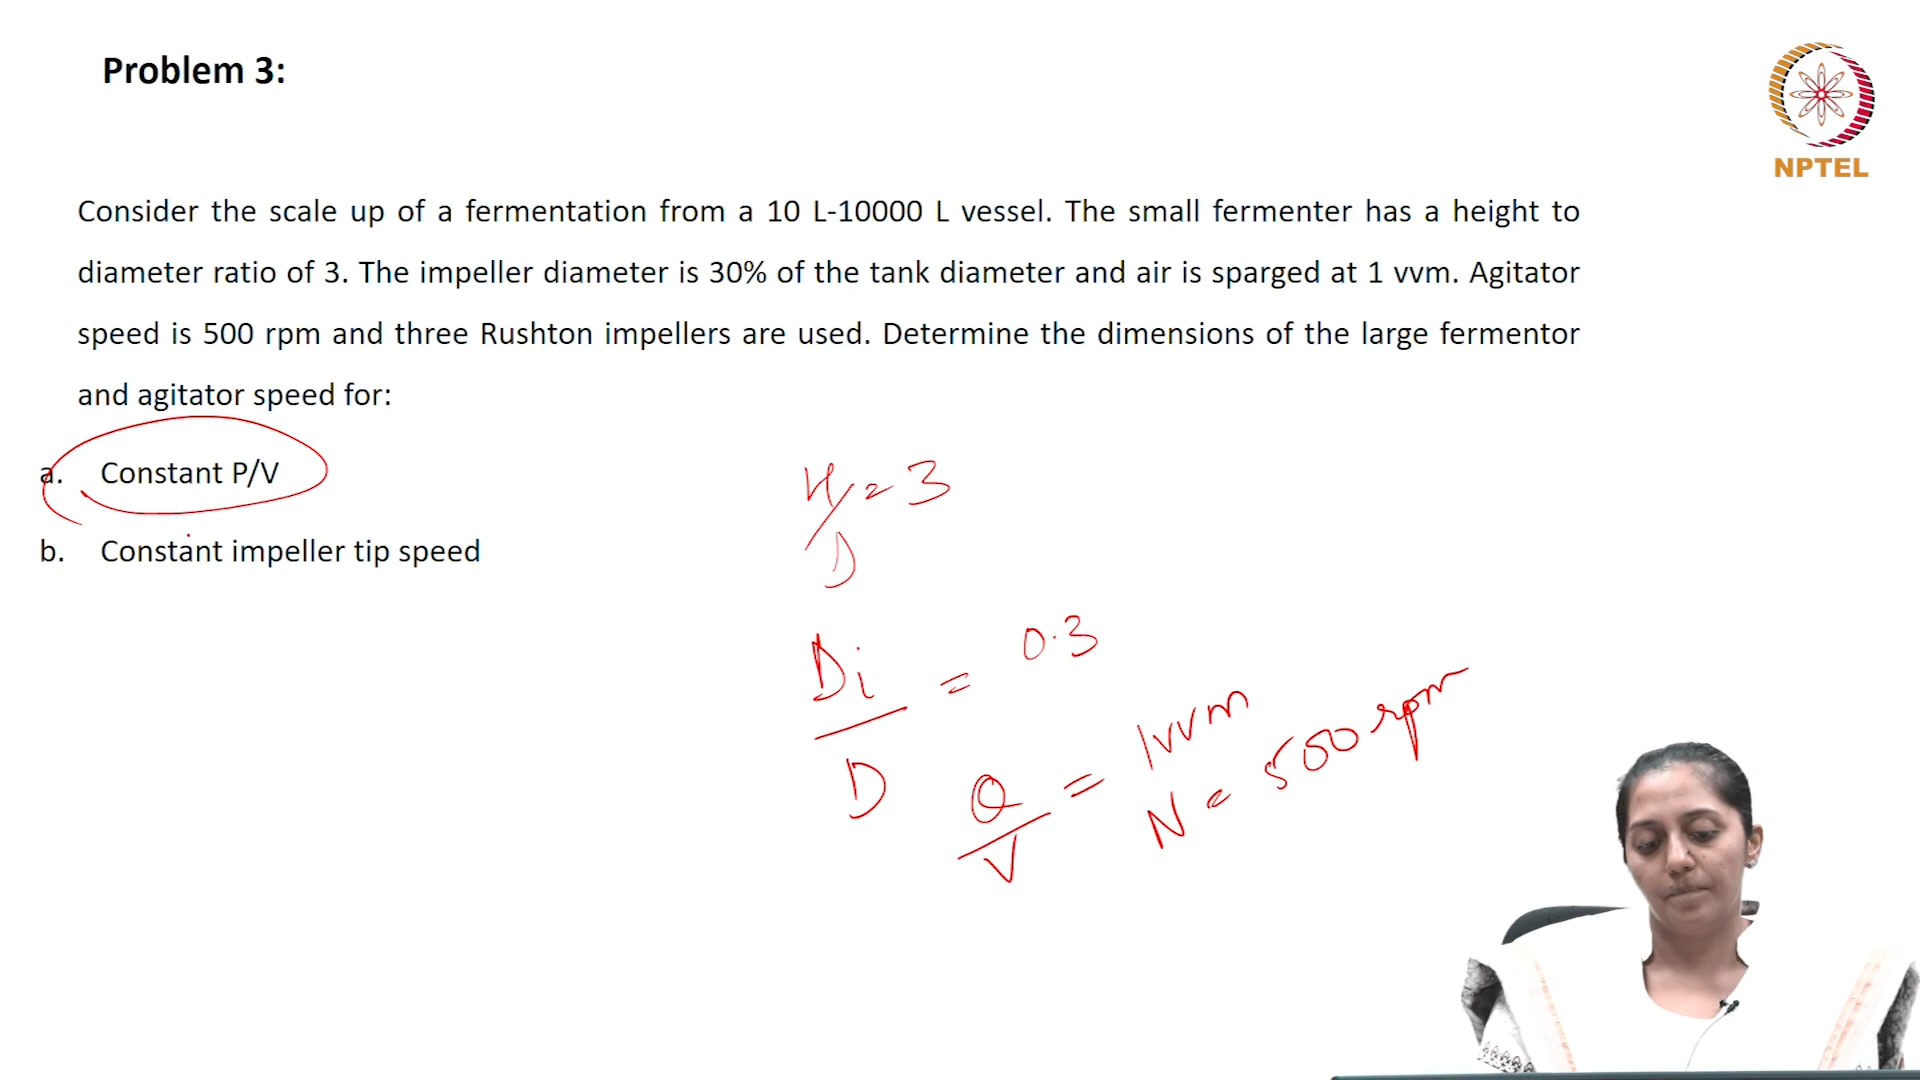 Problem 3:
NPTEL
Consider the scale up of a fermentation from a 10 L-10000 L vessel. The small fermenter has a height to
diameter ratio of 3. The impeller diameter is 30% of the tank diameter and air is sparged at 1 vvm. Agitator
speed is 500 rpm and three Rushton impellers are used. Determine the dimensions of the large fermentor
and agitator speed for:
a. Constant P/V
b. Constant impeller tip speed
H/D = 3
Di/D = 0.3
Q/V = 1vvm
N = 500 rpm